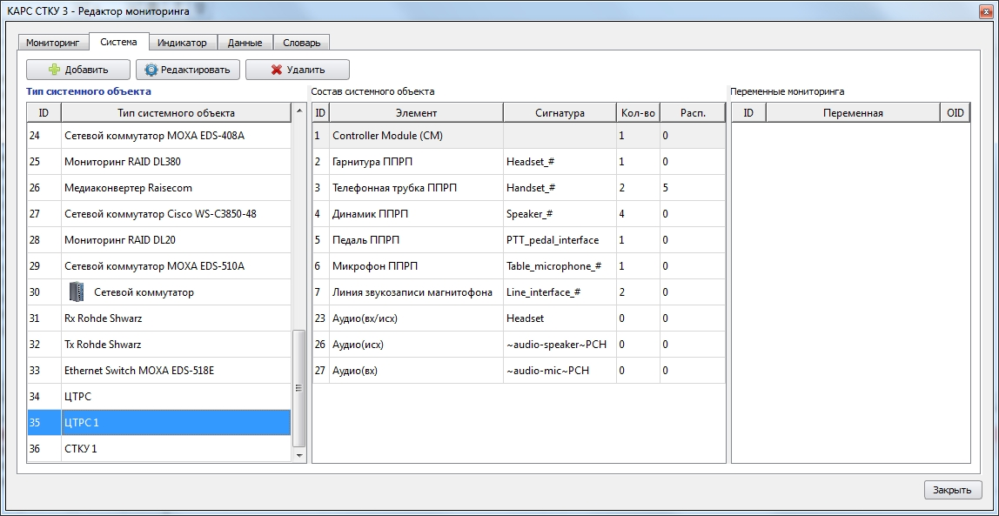 КАРС СТКУ 3 - Редактор мониторинга
Мониторинг Система Индикатор Данные Словарь
Добавить Редактировать Удалить
Тип системного объекта
ID Тип системного объекта
24 Сетевой коммутатор MOXA EDS-408A
25 Мониторинг RAID DL380
26 Медиаконвертер Raisecom
27 Сетевой коммутатор Cisco WS-C3850-48
28 Мониторинг RAID DL20
29 Сетевой коммутатор MOXA EDS-510A
30 Сетевой коммутатор
31 Rx Rohde Shwarz
32 Tx Rohde Shwarz
33 Ethernet Switch MOXA EDS-518E
34 ЦТРС
35 ЦТРС 1
36 СТКУ 1
Состав системного объекта
ID Элемент Сигнатура Кол-во Расп.
1 Controller Module (CM) 1 0
2 Гарнитура ППРП Headset_# 1 0
3 Телефонная трубка ППРП Handset_# 2 5
4 Динамик ППРП Speaker_# 4 0
5 Педаль ППРП PTT_pedal_interface 1 0
6 Микрофон ППРП Table_microphone_# 1 0
7 Линия звукозаписи магнитофона Line_interface_# 2 0
23 Аудио(вх/исх) Headset 0 0
26 Аудио(исх) ~audio-speaker~PCH 0 0
27 Аудио(вх) ~audio-mic~PCH 0 0
Переменные мониторинга
ID Переменная OID
Закрыть